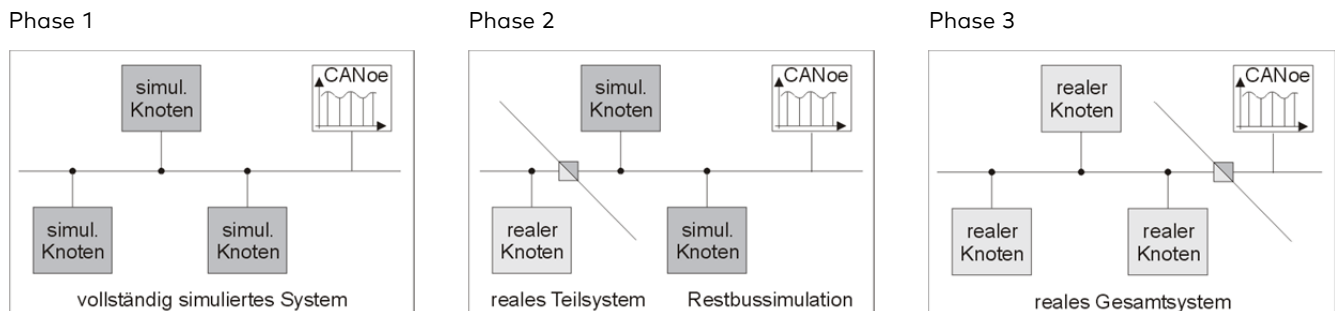 Phase 1
CANoe
simul.
Knoten
simul.
Knoten
simul.
Knoten
vollständig simuliertes System
Phase 2
CANoe
simul.
Knoten
realer
Knoten
simul.
Knoten
reales Teilsystem
Restbussimulation
Phase 3
CANoe
realer
Knoten
realer
Knoten
realer
Knoten
reales Gesamtsystem